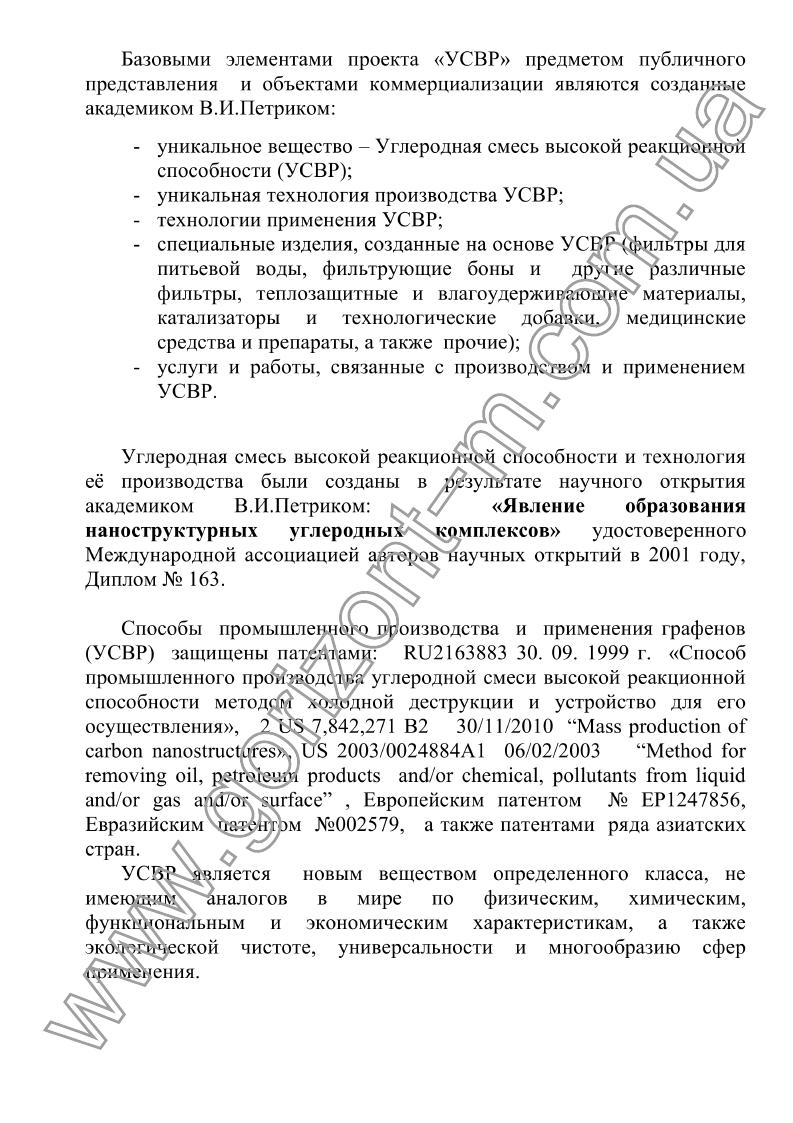 Базовыми элементами проекта «УСВР» предметом публичного
представления и объектами коммерциализации являются созданные
академиком В.И.Петриком:
- уникальное вещество – Углеродная смесь высокой реакционной
способности (УСВР);
- уникальная технология производства УСВР;
- технологии применения УСВР;
- специальные изделия, созданные на основе УСВР (фильтры для
питьевой воды, фильтрующие боны и другие различные
фильтры, теплозащитные и влагоудерживающие материалы,
катализаторы и технологические добавки, медицинские
средства и препараты, а также прочие);
- услуги и работы, связанные с производством и применением
УСВР.
Углеродная смесь высокой реакционной способности и технология
её производства были созданы в результате научного открытия
академиком В.И.Петриком: «Явление образования
наноструктурных углеродных комплексов» удостоверенного
Международной ассоциацией авторов научных открытий в 2001 году,
Диплом № 163.
Способы промышленного производства и применения графенов
(УСВР) защищены патентами: RU2163883 30. 09. 1999 г. «Способ
промышленного производства углеродной смеси высокой реакционной
способности методом холодной деструкции и устройство для его
осуществления», 2 US 7,842,271 B2 30/11/2010 “Mass production of
carbon nanostructures», US 2003/0024884A1 06/02/2003 “Method for
removing oil, petroleum products and/or chemical, pollutants from liquid
and/or gas and/or surface” , Европейским патентом № EP1247856,
Евразийским патентом №002579, а также патентами ряда азиатских
стран.
УСВР является новым веществом определенного класса, не
имеющим аналогов в мире по физическим, химическим,
функциональным и экономическим характеристикам, а также
экологической чистоте, универсальности и многообразию сфер
применения.
www.gorizont-m.com.ua